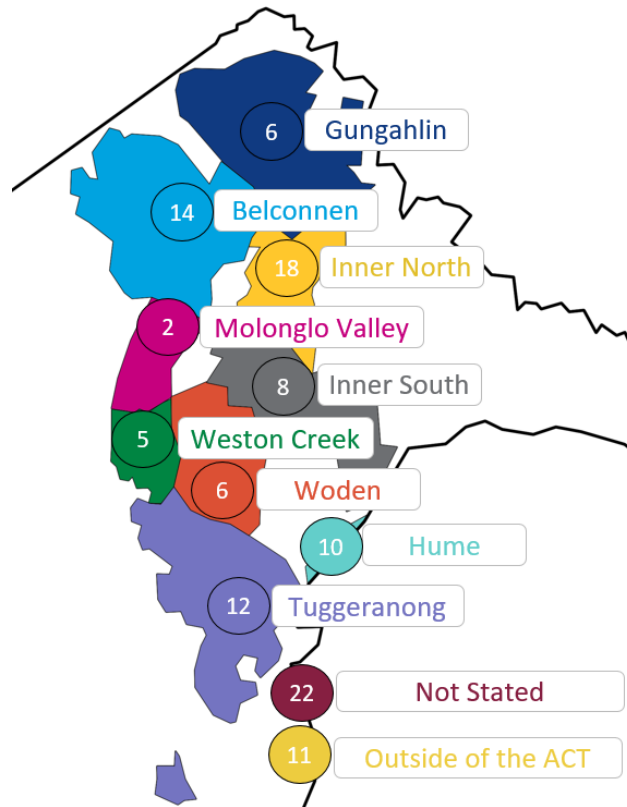 6 Gungahlin
14 Belconnen
18 Inner North
2 Molonglo Valley
8 Inner South
5 Weston Creek
6 Woden
10 Hume
12 Tuggeranong
22 Not Stated
11 Outside of the ACT